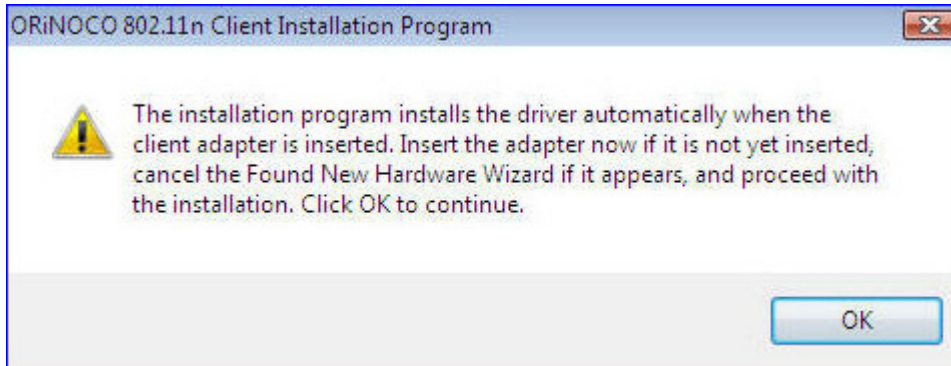 ORiNOCO 802.11n Client Installation Program
The installation program installs the driver automatically when the
client adapter is inserted. Insert the adapter now if it is not yet inserted,
cancel the Found New Hardware Wizard if it appears, and proceed with
the installation. Click OK to continue.
OK